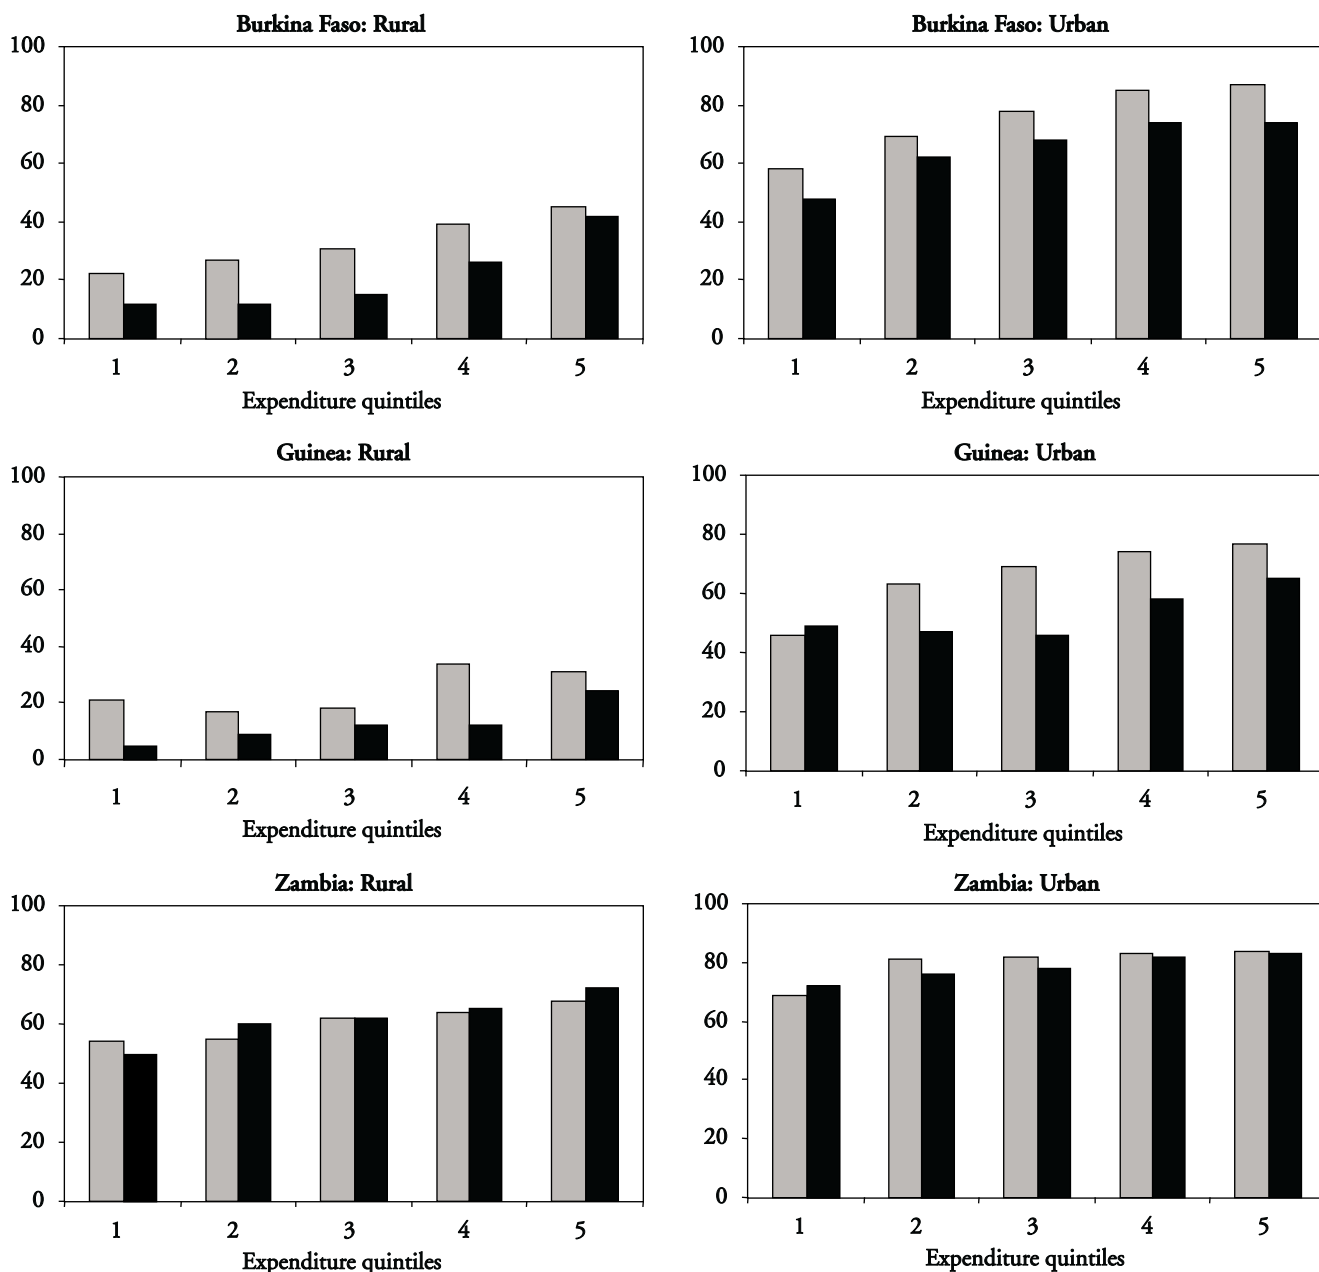 Burkina Faso: Rural
100
80
60
40
20
0
1 2 3 4 5
Expenditure quintiles
Burkina Faso: Urban
100
80
60
40
20
0
1 2 3 4 5
Expenditure quintiles
Guinea: Rural
100
80
60
40
20
0
1 2 3 4 5
Expenditure quintiles
Guinea: Urban
100
80
60
40
20
0
1 2 3 4 5
Expenditure quintiles
Zambia: Rural
100
80
60
40
20
0
1 2 3 4 5
Expenditure quintiles
Zambia: Urban
100
80
60
40
20
0
1 2 3 4 5
Expenditure quintiles